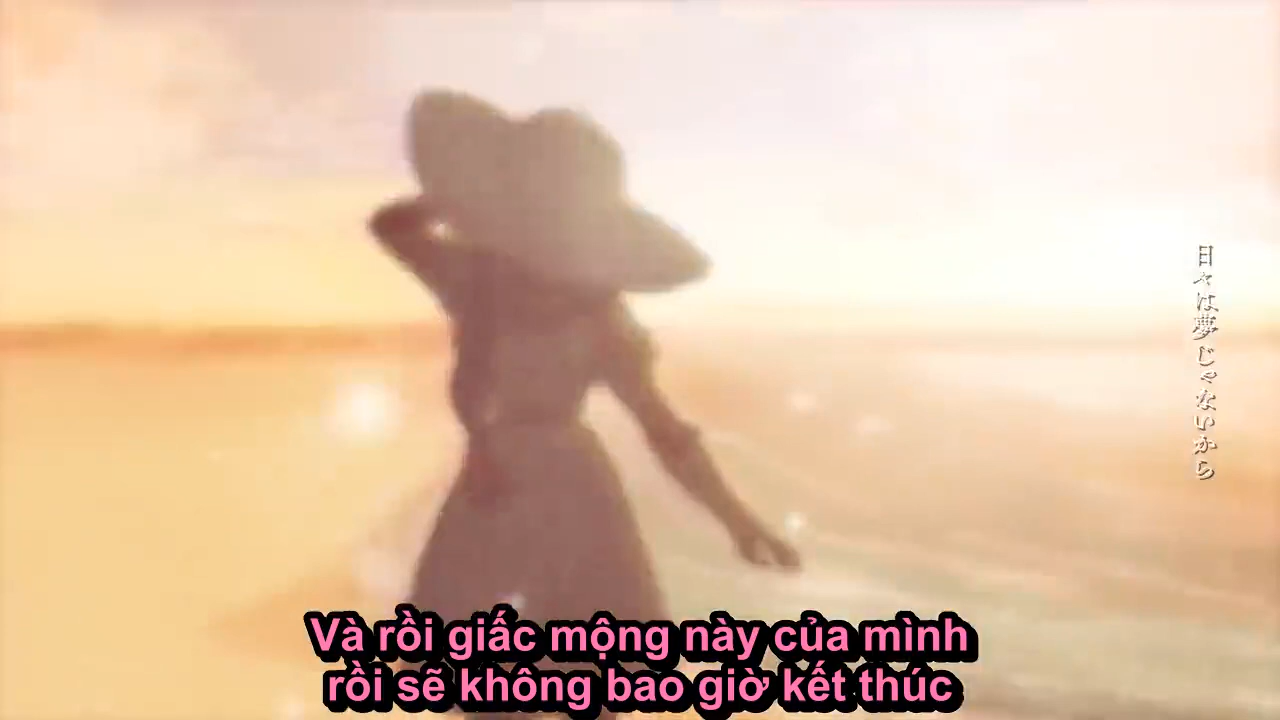 日々は夢じゃないから
Và rồi giấc mộng này của mình
rồi sẽ không bao giờ kết thúc